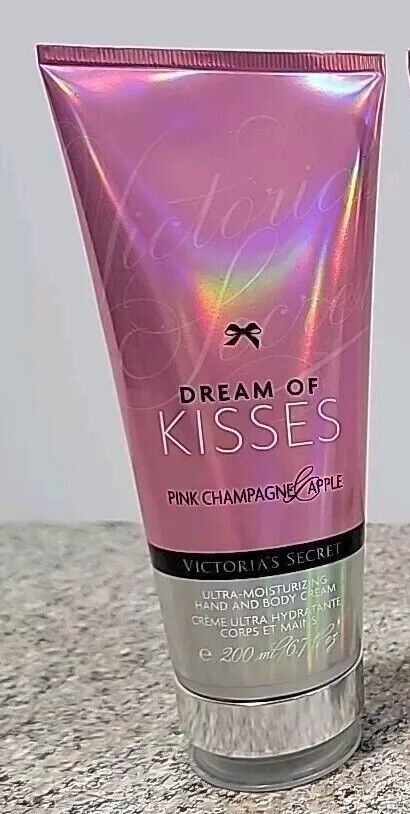 Victoria's
Secret
DREAM OF
KISSES
PINK CHAMPAGNE & APPLE
VICTORIA'S SECRET
ULTRA-MOISTURIZING
HAND AND BODY CREAM
CRÈME ULTRA HYDRATANTE
CORPS ET MAINS
e 200 ml/6.7 fl oz